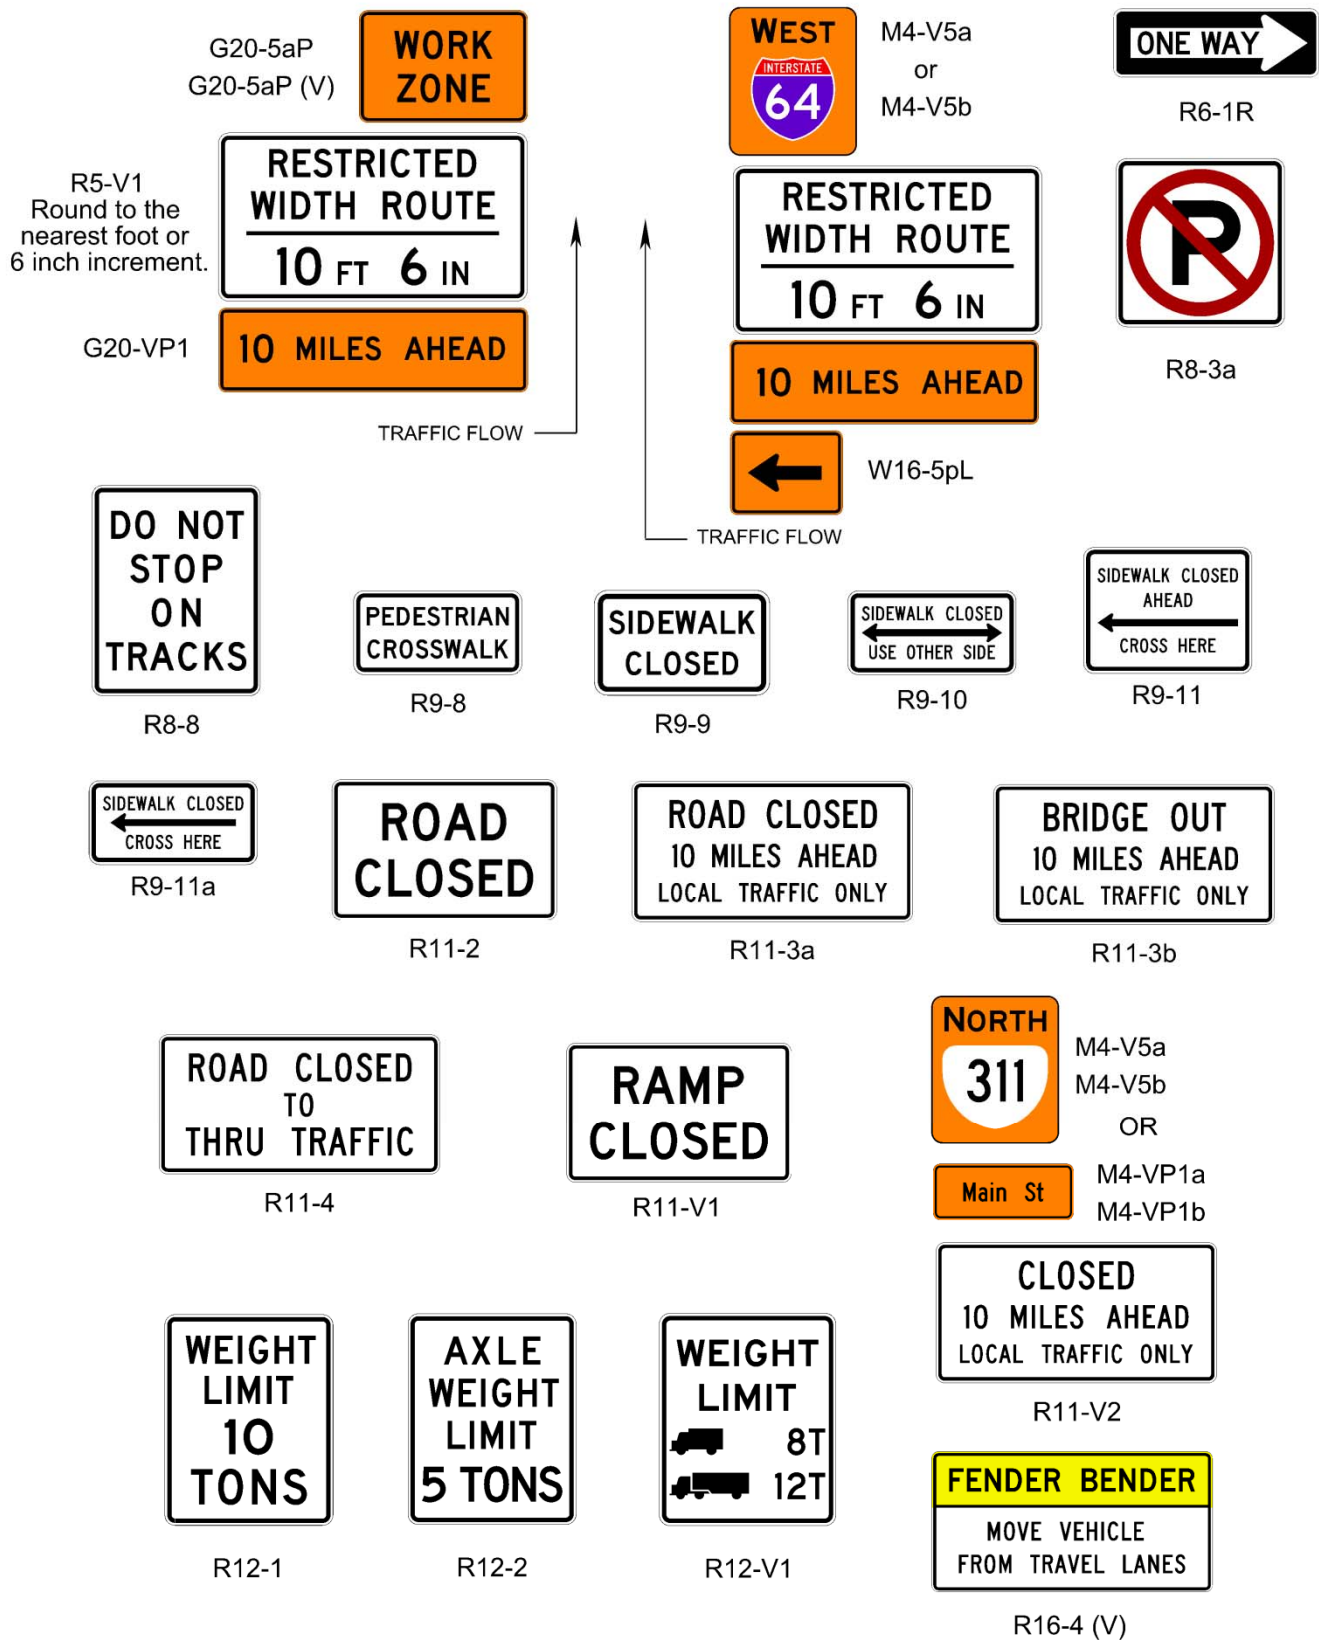 G20-5aP
G20-5aP (V)
WORK
ZONE
R5-V1
Round to the
nearest foot or
6 inch increment.
RESTRICTED
WIDTH ROUTE
10 FT 6 IN
G20-VP1
10 MILES AHEAD
TRAFFIC FLOW
WEST
INTERSTATE
64
M4-V5a
or
M4-V5b
RESTRICTED
WIDTH ROUTE
10 FT 6 IN
10 MILES AHEAD
W16-5pL
TRAFFIC FLOW
ONE WAY
R6-1R
P
R8-3a
DO NOT
STOP
ON
TRACKS
R8-8
PEDESTRIAN
CROSSWALK
R9-8
SIDEWALK
CLOSED
R9-9
SIDEWALK CLOSED
USE OTHER SIDE
R9-10
SIDEWALK CLOSED
AHEAD
CROSS HERE
R9-11
SIDEWALK CLOSED
CROSS HERE
R9-11a
ROAD
CLOSED
R11-2
ROAD CLOSED
10 MILES AHEAD
LOCAL TRAFFIC ONLY
R11-3a
BRIDGE OUT
10 MILES AHEAD
LOCAL TRAFFIC ONLY
R11-3b
ROAD CLOSED
TO
THRU TRAFFIC
R11-4
RAMP
CLOSED
R11-V1
NORTH
311
M4-V5a
M4-V5b
OR
Main St
M4-VP1a
M4-VP1b
CLOSED
10 MILES AHEAD
LOCAL TRAFFIC ONLY
R11-V2
WEIGHT
LIMIT
10
TONS
R12-1
AXLE
WEIGHT
LIMIT
5 TONS
R12-2
WEIGHT
LIMIT
8T
12T
R12-V1
FENDER BENDER
MOVE VEHICLE
FROM TRAVEL LANES
R16-4 (V)